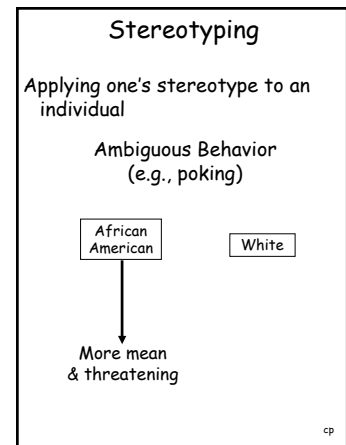 Stereotyping
Applying one's stereotype to an
individual
Ambiguous Behavior
(e.g., poking)
African
American
White
More mean
& threatening
cp